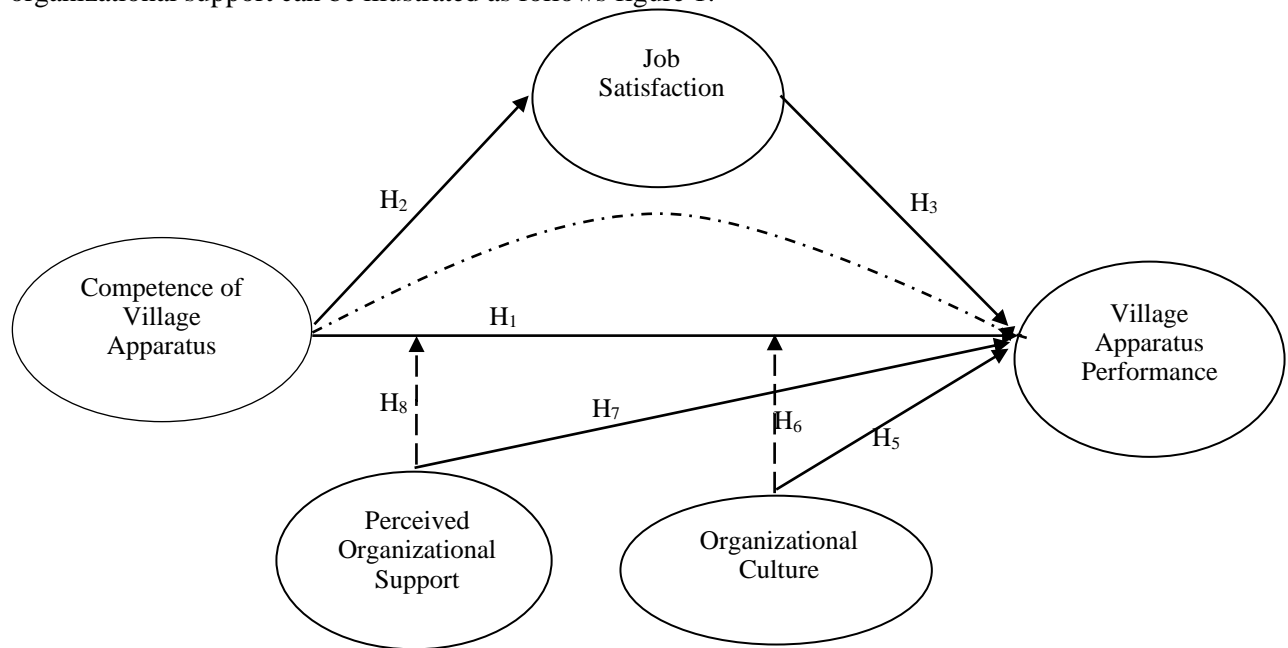 organizational support can be illustrated as follows figure 1.
Job
Satisfaction
H₂
H₃
Competence of
Village
Apparatus
H₁
Village
Apparatus
Performance
H₈
H₇
H₆
H₅
Perceived
Organizational
Support
Organizational
Culture